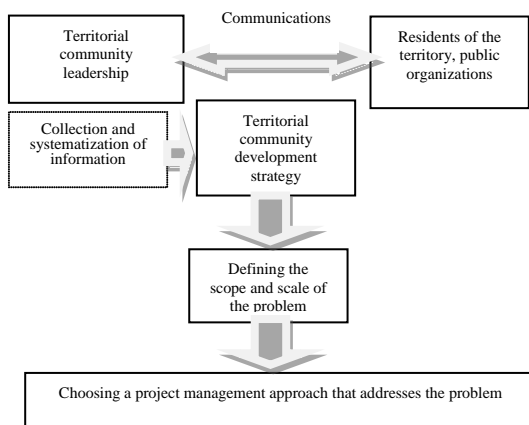 Communications
Territorial
community
leadership
Residents of the
territory, public
organizations
Collection and
systematization of
information
Territorial
community
development
strategy
Defining the
scope and scale of
the problem
Choosing a project management approach that addresses the problem